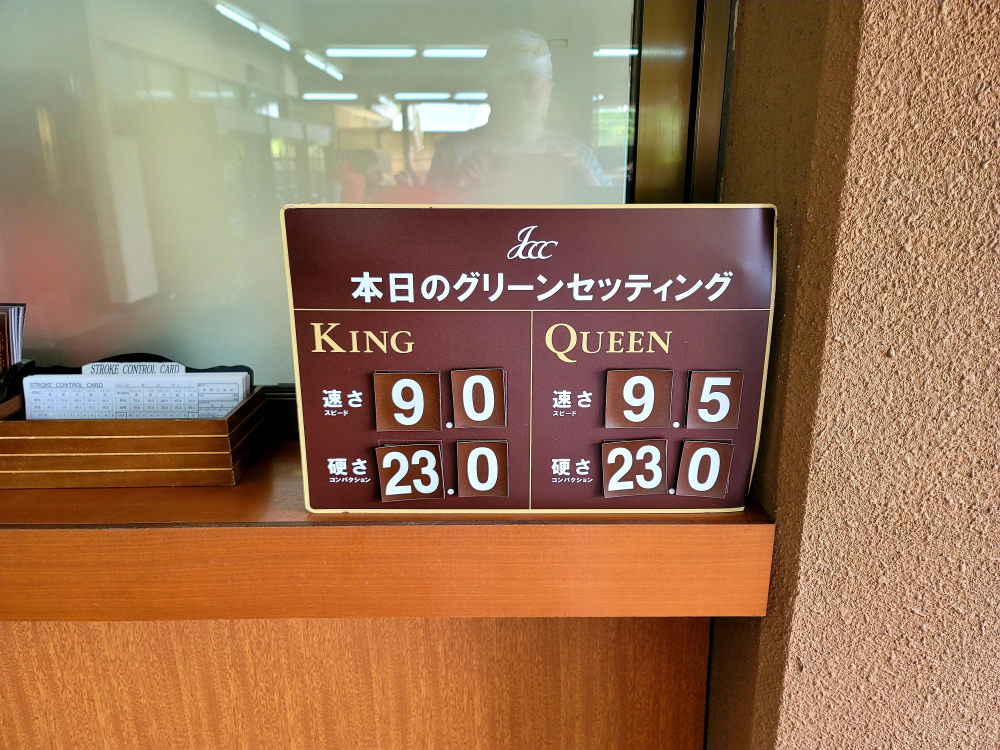 JCCC
本日のグリーンセッティング
KING
速さ 9.0
スピード
硬さ 23.0
コンパクション
QUEEN
速さ 9.5
スピード
硬さ 23.0
コンパクション
STROKE CONTROL CARD
STROKE CONTROL CARD